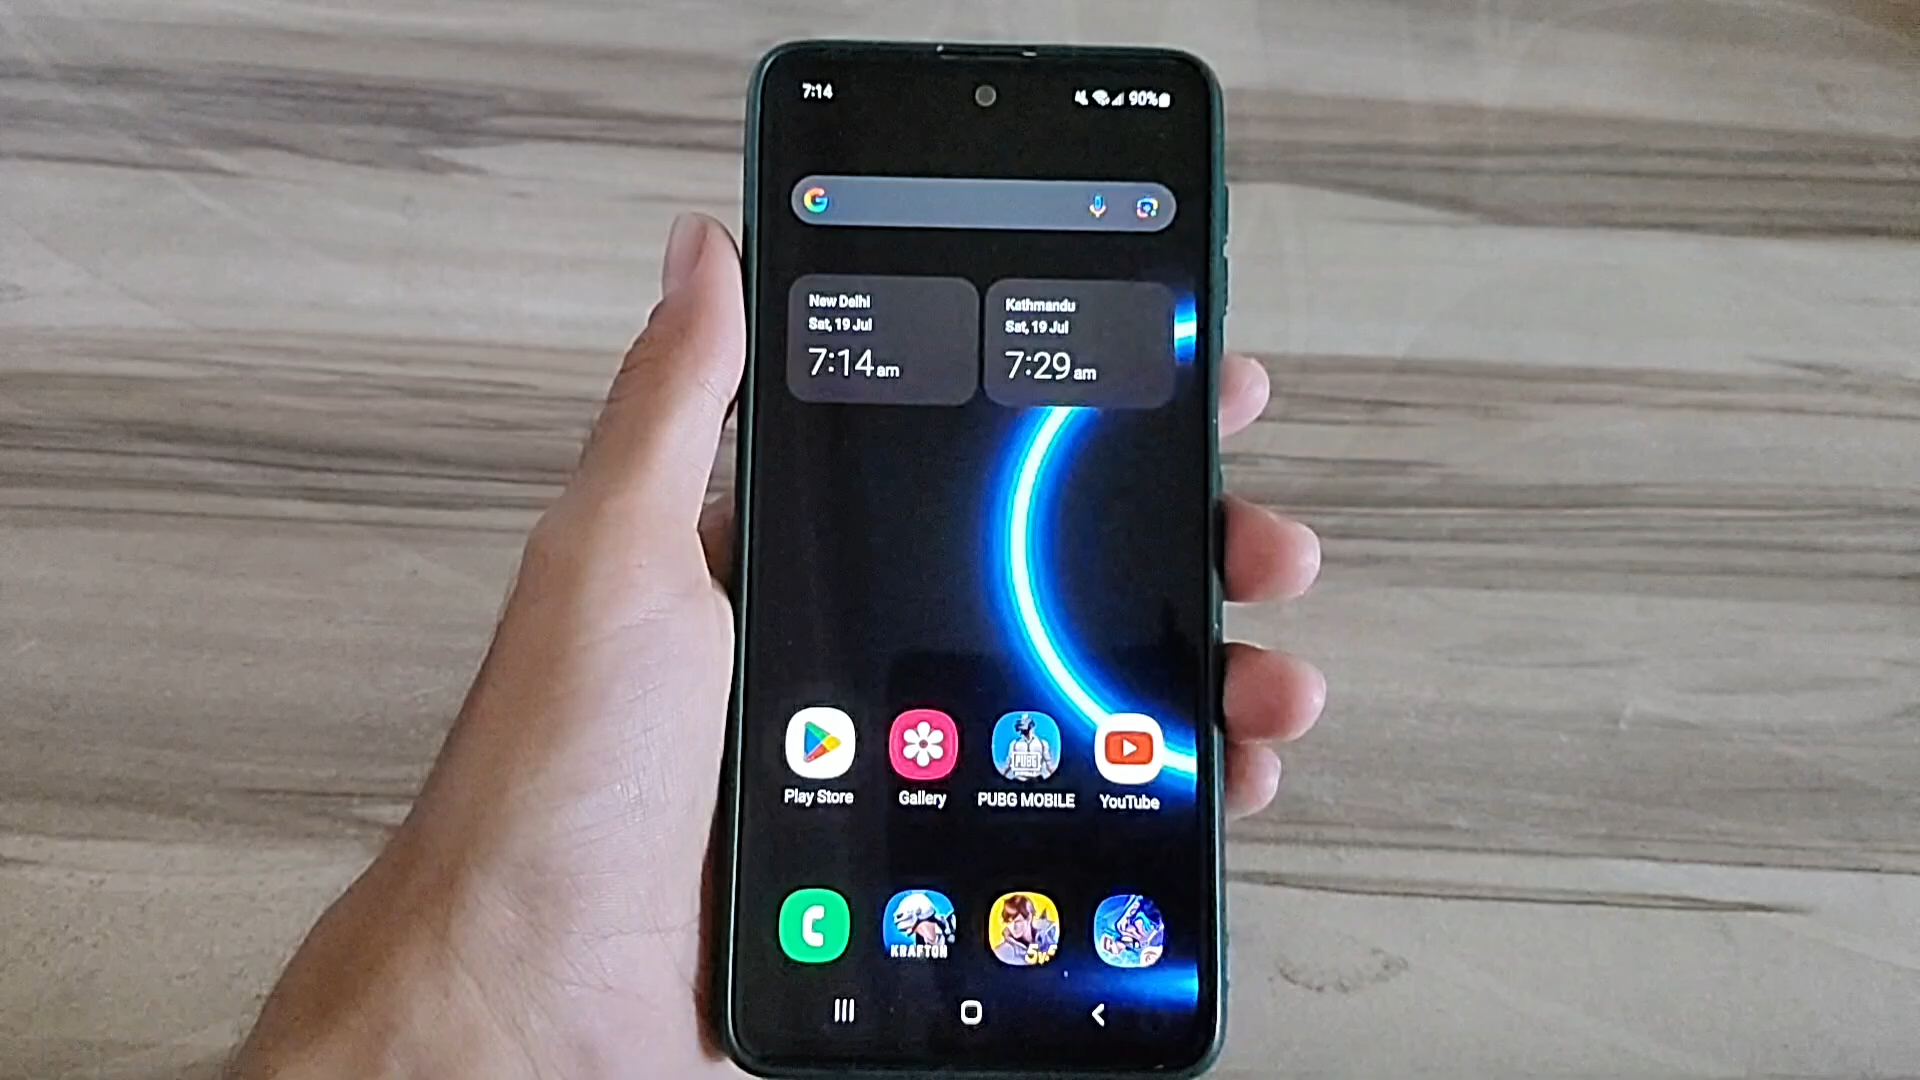 7:14
90%
New Delhi
Sat, 19 Jul
7:14 am
Kathmandu
Sat, 19 Jul
7:29 am
PUBG
Play Store
Gallery
PUBG MOBILE
YouTube
KRAFTON
5v5